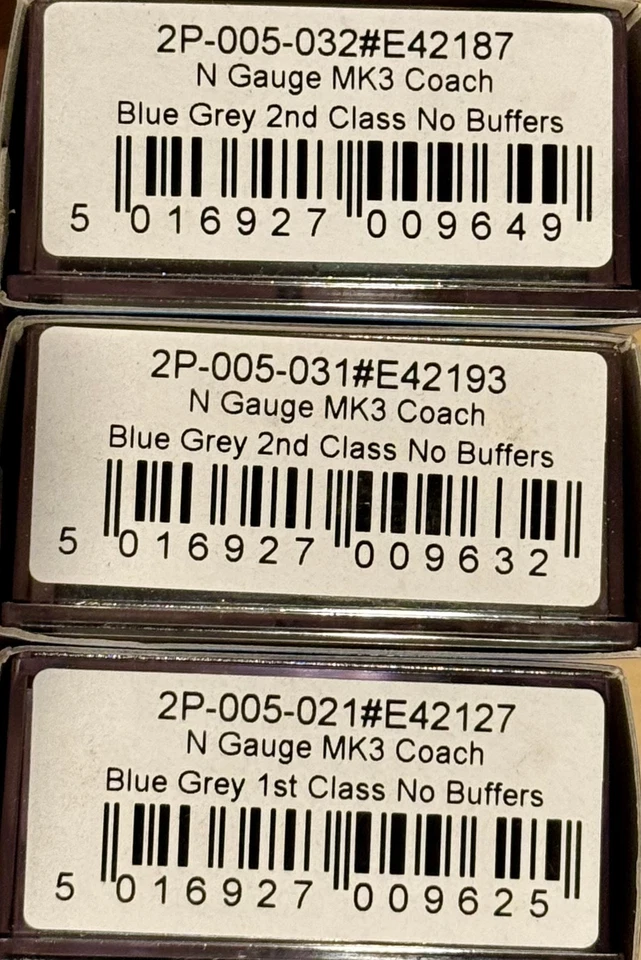 2P-005-032#E42187
N Gauge MK3 Coach
Blue Grey 2nd Class No Buffers
5 016927 009649
2P-005-031#E42193
N Gauge MK3 Coach
Blue Grey 2nd Class No Buffers
5 016927 009632
2P-005-021#E42127
N Gauge MK3 Coach
Blue Grey 1st Class No Buffers
5 016927 009625